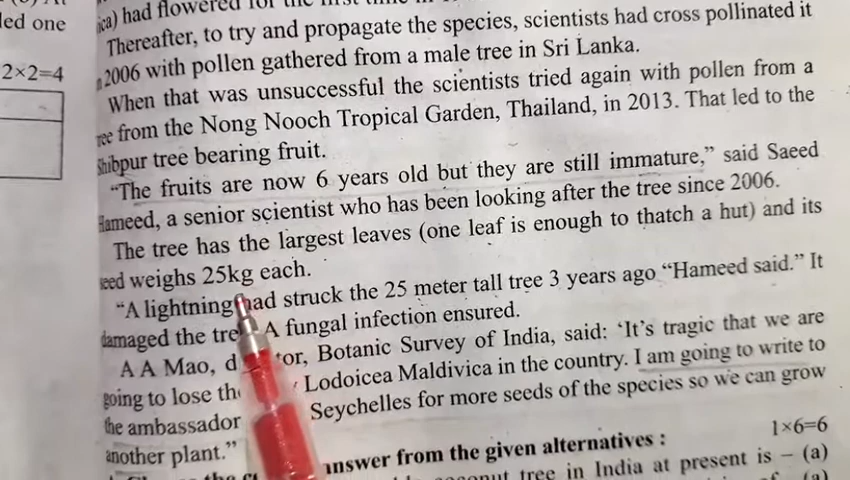 led one
2×2=4
ica) had flowered for the first time in
Thereafter, to try and propagate the species, scientists had cross pollinated it
2006 with pollen gathered from a male tree in Sri Lanka.
When that was unsuccessful the scientists tried again with pollen from a
ree from the Nong Nooch Tropical Garden, Thailand, in 2013. That led to the
Shibpur tree bearing fruit.
“The fruits are now 6 years old but they are still immature,” said Saeed
Hameed, a senior scientist who has been looking after the tree since 2006.
The tree has the largest leaves (one leaf is enough to thatch a hut) and its
seed weighs 25kg each.
“A lightning had struck the 25 meter tall tree 3 years ago “Hameed said.” It
damaged the tre A fungal infection ensured.
A A Mao, d tor, Botanic Survey of India, said: ‘It's tragic that we are
going to lose th Lodoicea Maldivica in the country. I am going to write to
the ambassador Seychelles for more seeds of the species so we can grow
another plant.”
1×6=6
answer from the given alternatives :
coconut tree in India at present is – (a)